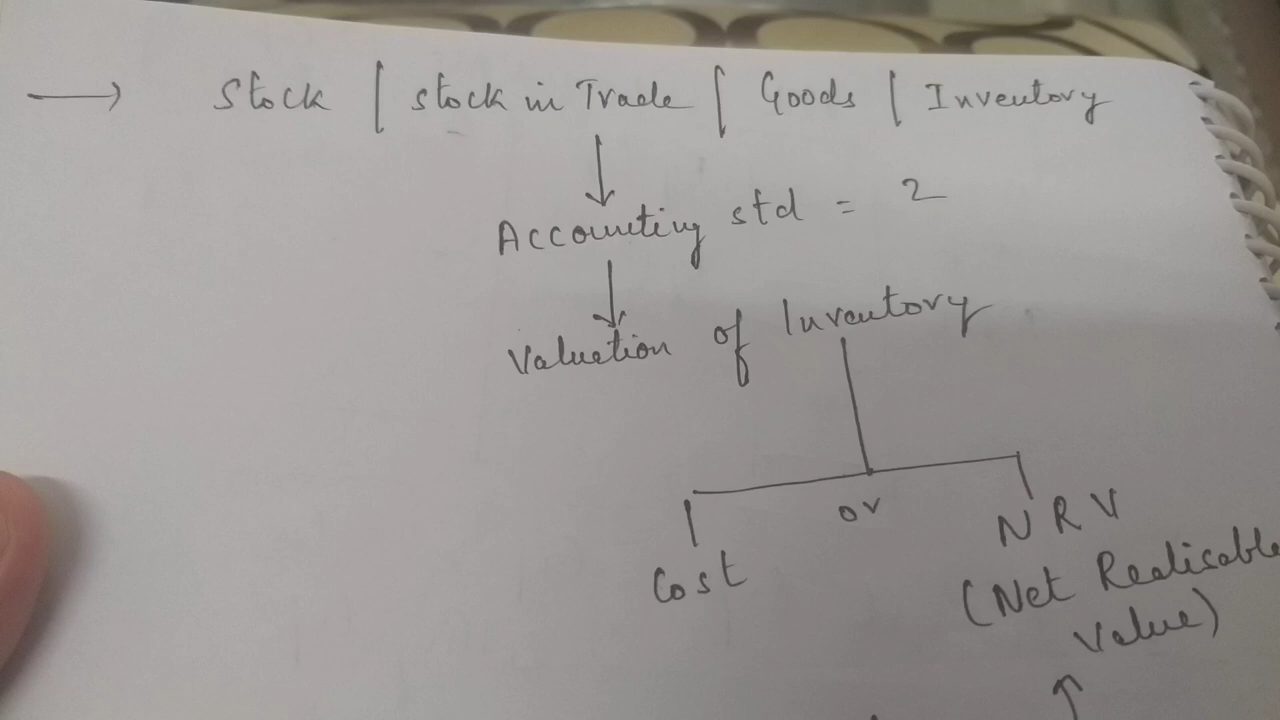 → Stock | stock in Trade | Goods | Inventory
↓
Accounting std = 2
↓
Valuation of Inventory
or
Cost
NRV
(Net Realisable
Value)
↑